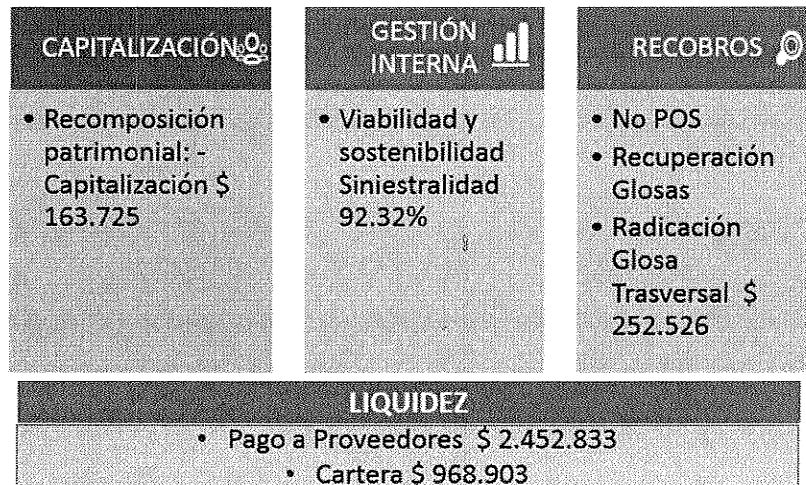 CAPITALIZACIÓN
• Recomposición
patrimonial: -
Capitalización $
163.725
GESTIÓN
INTERNA
• Viabilidad y
sostenibilidad
Siniestralidad
92.32%
RECOBROS
• No POS
• Recuperación
Glosas
• Radicación
Glosa
Trasversal $
252.526
LIQUIDEZ
• Pago a Proveedores $ 2.452.833
• Cartera $ 968.903